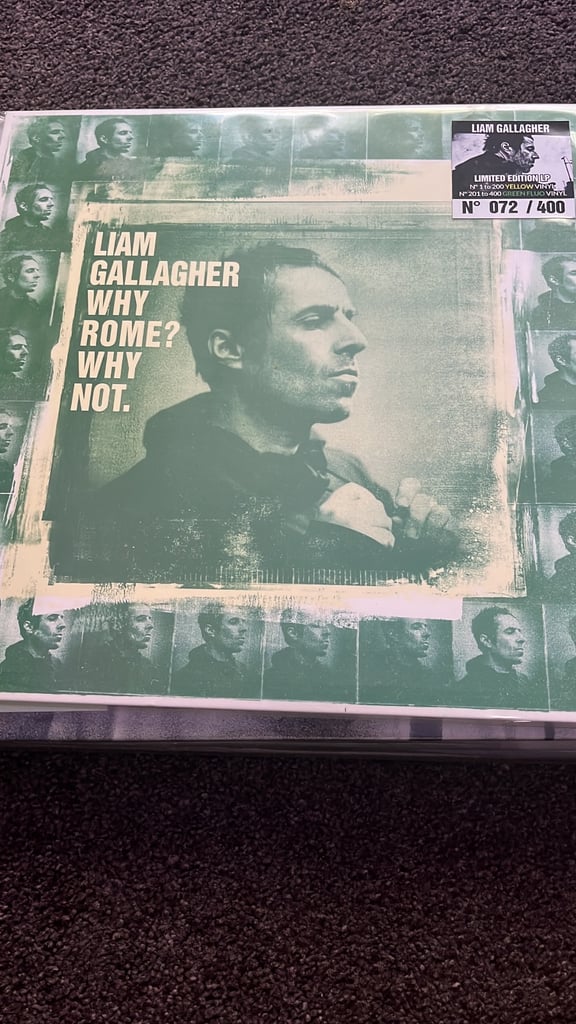 LIAM GALLAGHER
LIMITED EDITION LP
N° 1 to 200 YELLOW VINYL
N° 201 to 400 GREEN FLUO VINYL
N° 072 / 400
LIAM
GALLAGHER
WHY
ROME?
WHY
NOT.